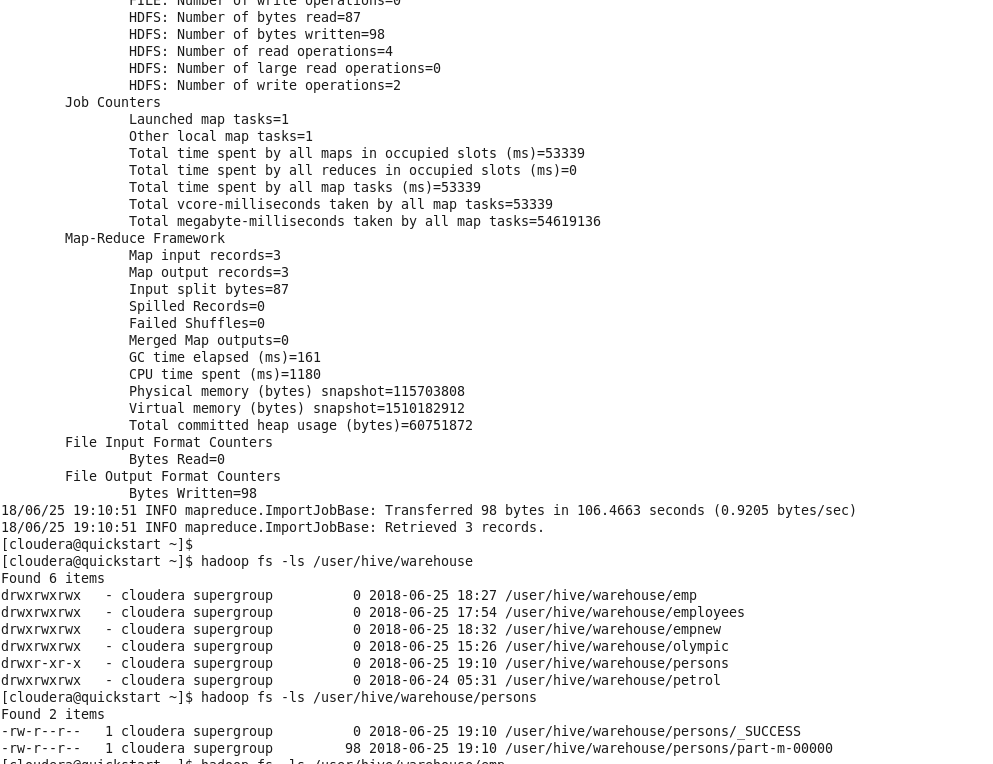 FILE: Number of write operations=0
HDFS: Number of bytes read=87
HDFS: Number of bytes written=98
HDFS: Number of read operations=4
HDFS: Number of large read operations=0
HDFS: Number of write operations=2
Job Counters
Launched map tasks=1
Other local map tasks=1
Total time spent by all maps in occupied slots (ms)=53339
Total time spent by all reduces in occupied slots (ms)=0
Total time spent by all map tasks (ms)=53339
Total vcore-milliseconds taken by all map tasks=53339
Total megabyte-milliseconds taken by all map tasks=54619136
Map-Reduce Framework
Map input records=3
Map output records=3
Input split bytes=87
Spilled Records=0
Failed Shuffles=0
Merged Map outputs=0
GC time elapsed (ms)=161
CPU time spent (ms)=1180
Physical memory (bytes) snapshot=115703808
Virtual memory (bytes) snapshot=1510182912
Total committed heap usage (bytes)=60751872
File Input Format Counters
Bytes Read=0
File Output Format Counters
Bytes Written=98
18/06/25 19:10:51 INFO mapreduce.ImportJobBase: Transferred 98 bytes in 106.4663 seconds (0.9205 bytes/sec)
18/06/25 19:10:51 INFO mapreduce.ImportJobBase: Retrieved 3 records.
[cloudera@quickstart ~]$
[cloudera@quickstart ~]$ hadoop fs -ls /user/hive/warehouse
Found 6 items
drwxrwxrwx   - cloudera supergroup          0 2018-06-25 18:27 /user/hive/warehouse/emp
drwxrwxrwx   - cloudera supergroup          0 2018-06-25 17:54 /user/hive/warehouse/employees
drwxrwxrwx   - cloudera supergroup          0 2018-06-25 18:32 /user/hive/warehouse/empnew
drwxrwxrwx   - cloudera supergroup          0 2018-06-25 15:26 /user/hive/warehouse/olympic
drwxr-xr-x   - cloudera supergroup          0 2018-06-25 19:10 /user/hive/warehouse/persons
drwxrwxrwx   - cloudera supergroup          0 2018-06-24 05:31 /user/hive/warehouse/petrol
[cloudera@quickstart ~]$ hadoop fs -ls /user/hive/warehouse/persons
Found 2 items
-rw-r--r--   1 cloudera supergroup          0 2018-06-25 19:10 /user/hive/warehouse/persons/_SUCCESS
-rw-r--r--   1 cloudera supergroup         98 2018-06-25 19:10 /user/hive/warehouse/persons/part-m-00000
[cloudera@quickstart ~]$ hadoop fs -ls /user/hive/warehouse/emp